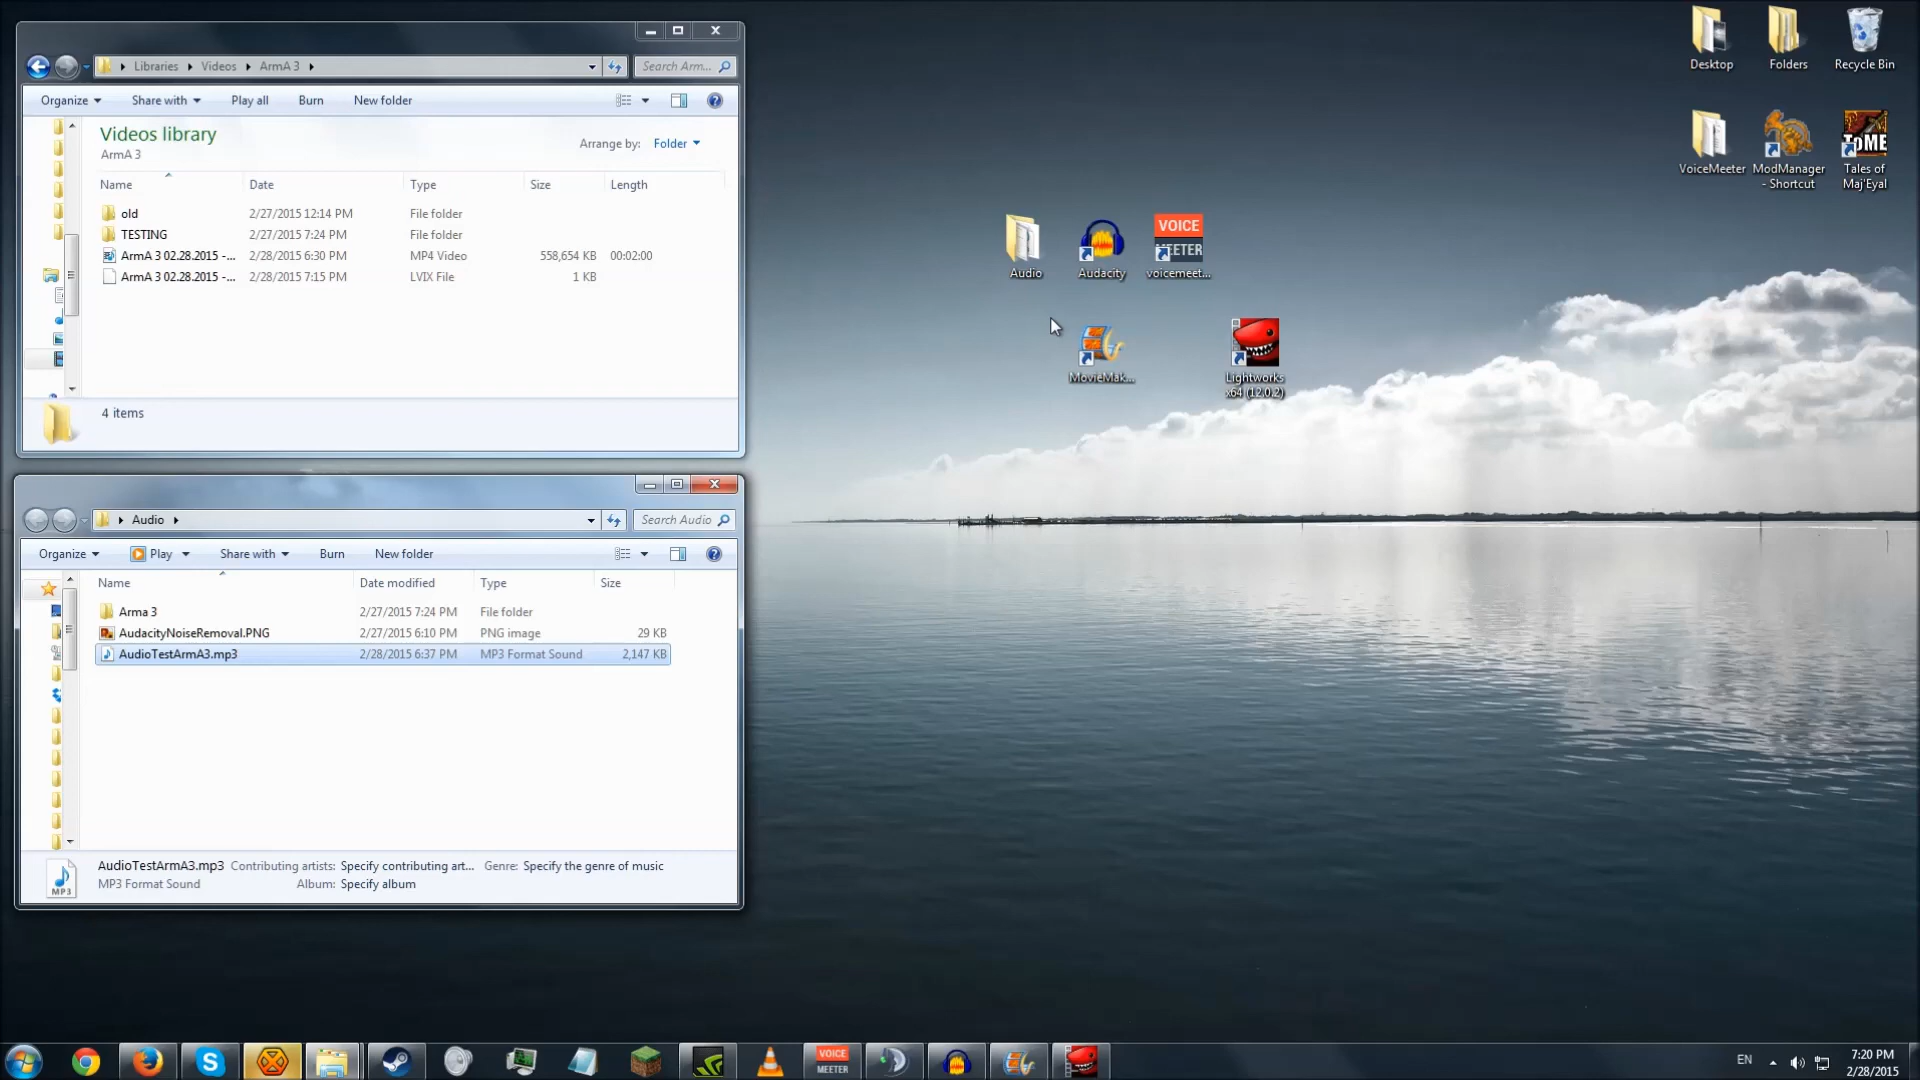 Libraries ▸ Videos ▸ ArmA 3 ▸
Search Arm...
Organize
Share with
Play all
Burn
New folder
Videos library
ArmA 3
Arrange by: Folder
Name Date Type Size Length
old 2/27/2015 12:14 PM File folder
TESTING 2/27/2015 7:24 PM File folder
ArmA 3 02.28.2015 -... 2/28/2015 6:30 PM MP4 Video 558,654 KB 00:02:00
ArmA 3 02.28.2015 -... 2/28/2015 7:15 PM LVIX File 1 KB
4 items
Audio ▸
Search Audio
Organize
Play
Share with
Burn
New folder
Name Date modified Type Size
Arma 3 2/27/2015 7:24 PM File folder
AudacityNoiseRemoval.PNG 2/27/2015 6:10 PM PNG image 29 KB
AudioTestArmA3.mp3 2/28/2015 6:37 PM MP3 Format Sound 2,147 KB
AudioTestArmA3.mp3 Contributing artists: Specify contributing art... Genre: Specify the genre of music
MP3 Format Sound Album: Specify album
MP3
Desktop
Folders
Recycle Bin
VoiceMeeter
ModManager
- Shortcut
ToME
Tales of
Maj'Eyal
Audio
Audacity
VOICE
MEETER
voicemeet...
MovieMak...
Lightworks
x64 (12.0.2)
VOICE
MEETER
EN
7:20 PM
2/28/2015